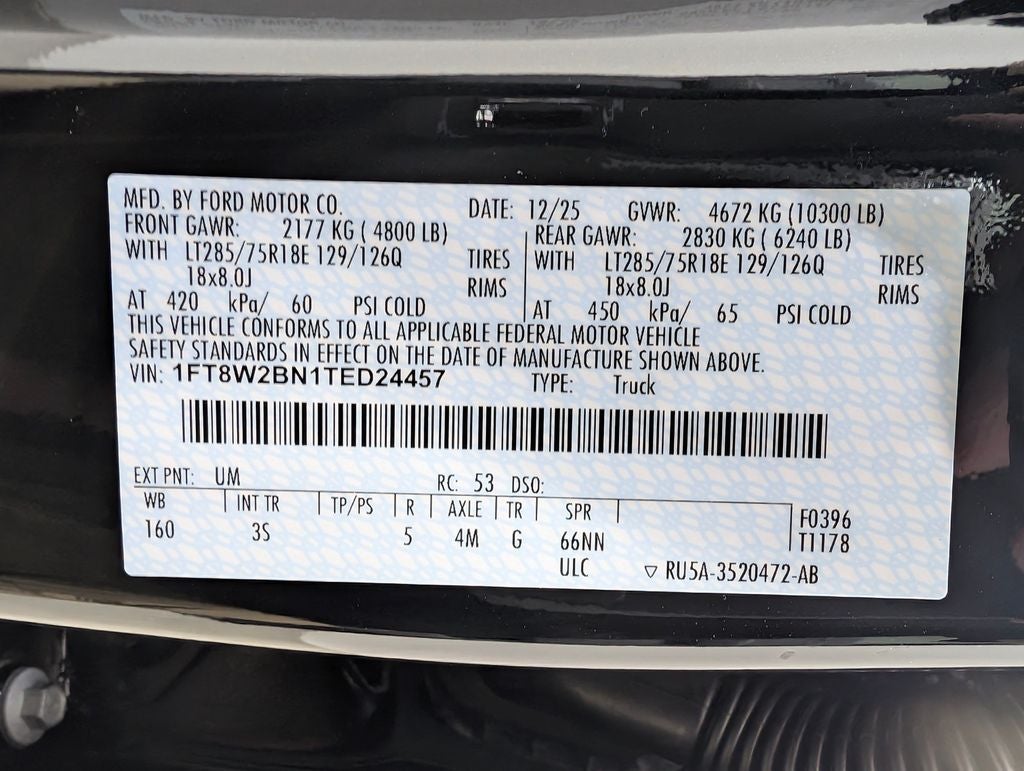 MFD. BY FORD MOTOR CO. DATE: 12/25 GVWR: 4672 KG (10300 LB)
FRONT GAWR: 2177 KG ( 4800 LB) REAR GAWR: 2830 KG ( 6240 LB)
WITH LT285/75R18E 129/126Q TIRES WITH LT285/75R18E 129/126Q TIRES
18x8.0J RIMS 18x8.0J RIMS
AT 420 kPa/ 60 PSI COLD AT 450 kPa/ 65 PSI COLD
THIS VEHICLE CONFORMS TO ALL APPLICABLE FEDERAL MOTOR VEHICLE
SAFETY STANDARDS IN EFFECT ON THE DATE OF MANUFACTURE SHOWN ABOVE.
VIN: 1FT8W2BN1TED24457 TYPE: Truck
EXT PNT: UM RC: 53 DSO:
WB INT TR TP/PS R AXLE TR SPR F0396
160 3S 5 4M G 66NN T1178
ULC ▽ RU5A-3520472-AB